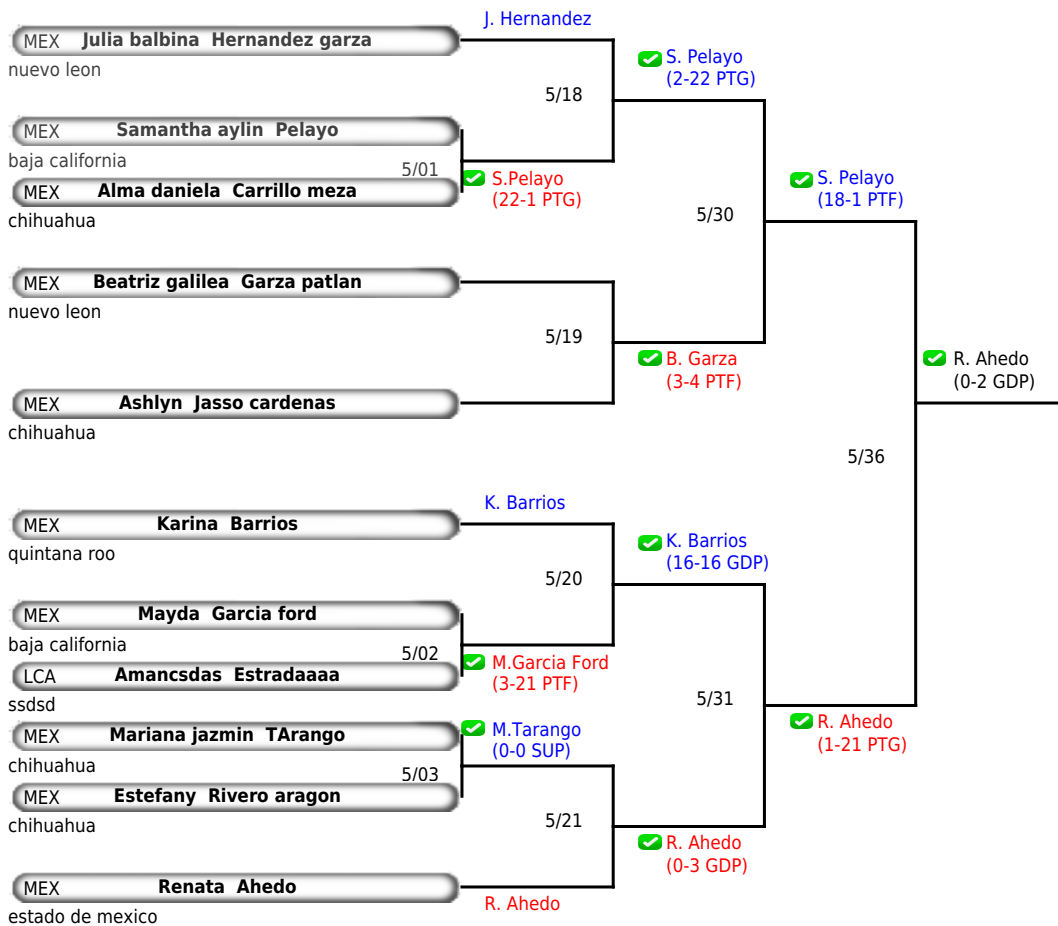 J. Hernandez
MEX Julia balbina Hernandez garza
nuevo leon
S. Pelayo
(2-22 PTG)
5/18
MEX Samantha aylin Pelayo
baja california
5/01
S.Pelayo
(22-1 PTG)
MEX Alma daniela Carrillo meza
chihuahua
S. Pelayo
(18-1 PTF)
5/30
MEX Beatriz galilea Garza patlan
nuevo leon
5/19
B. Garza
(3-4 PTF)
R. Ahedo
(0-2 GDP)
MEX Ashlyn Jasso cardenas
chihuahua
5/36
K. Barrios
MEX Karina Barrios
quintana roo
K. Barrios
(16-16 GDP)
5/20
MEX Mayda Garcia ford
baja california
5/02
M.Garcia Ford
(3-21 PTF)
LCA Amancsdas Estradaaaa
ssdsd
5/31
MEX Mariana jazmin TArango
chihuahua
M.Tarango
(0-0 SUP)
R. Ahedo
(1-21 PTG)
5/03
MEX Estefany Rivero aragon
chihuahua
5/21
R. Ahedo
(0-3 GDP)
MEX Renata Ahedo
estado de mexico
R. Ahedo